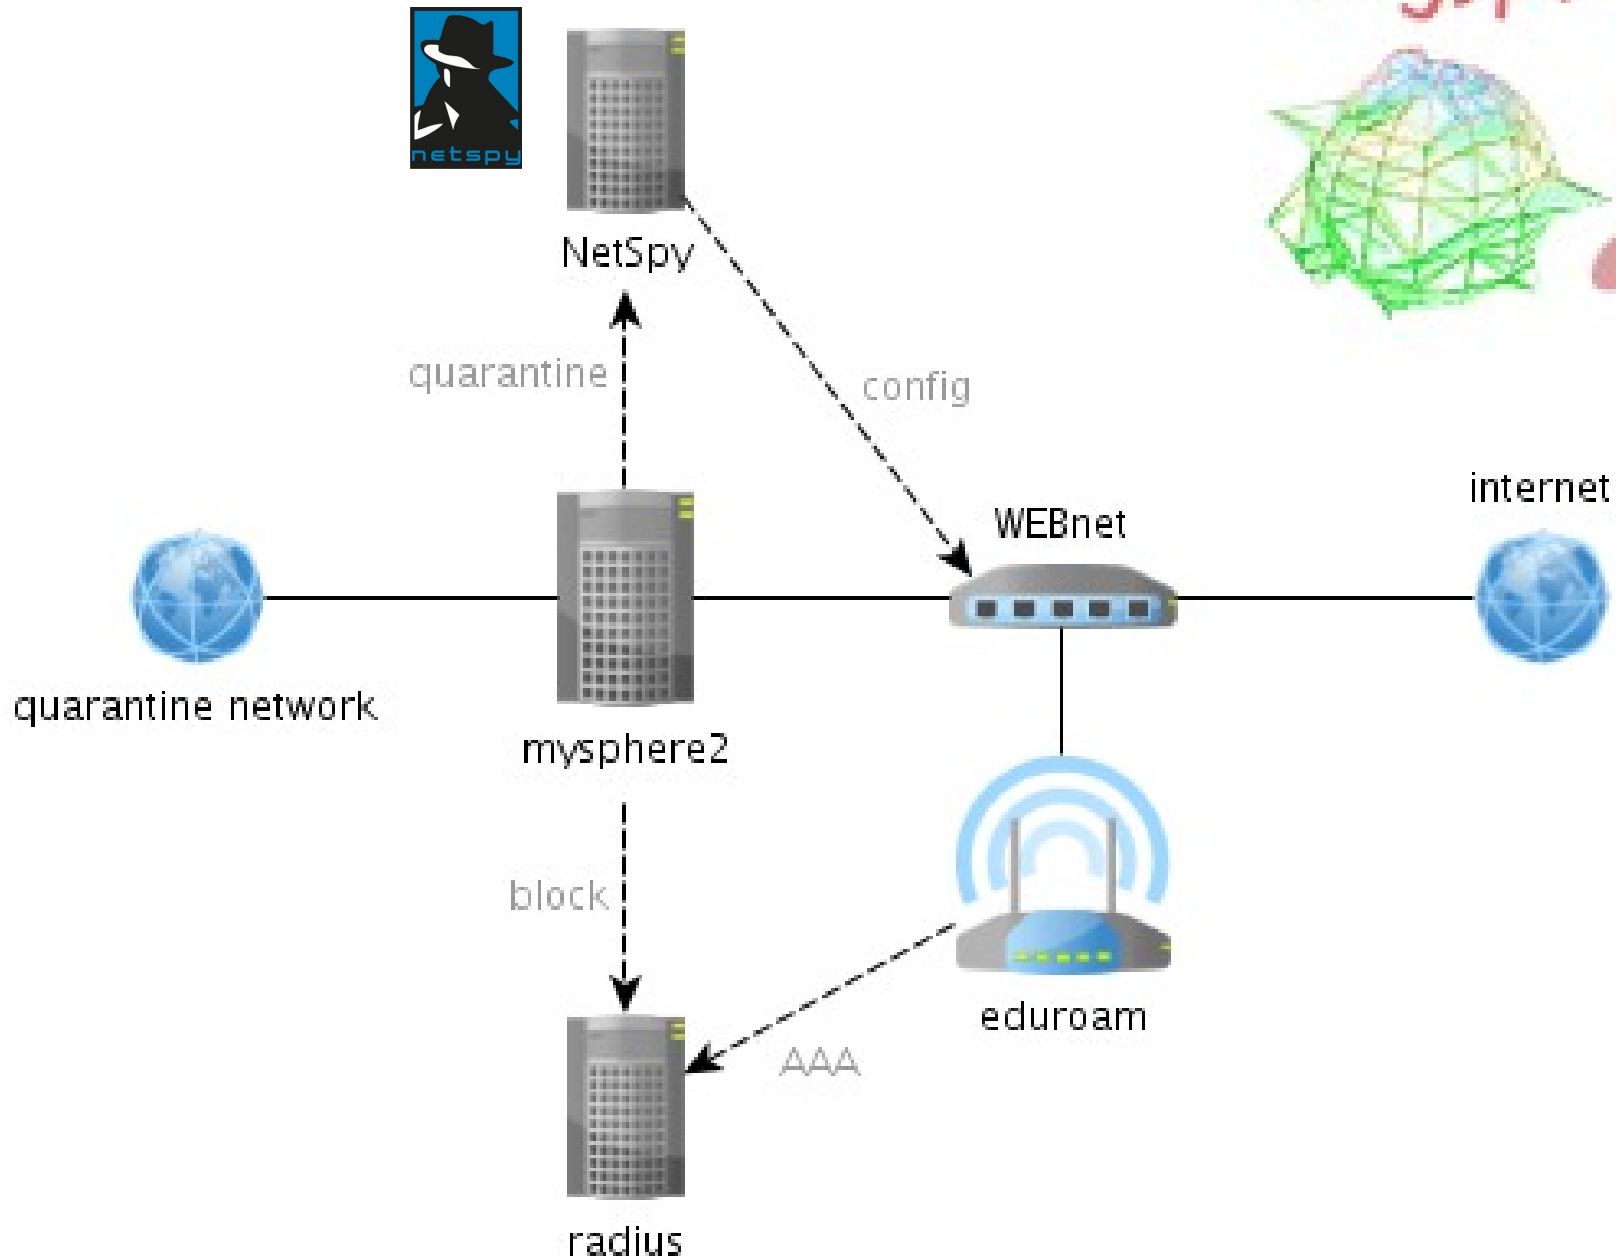 netspy
NetSpy
quarantine
config
internet
WEBnet
quarantine network
mysphere2
block
eduroam
AAA
radius